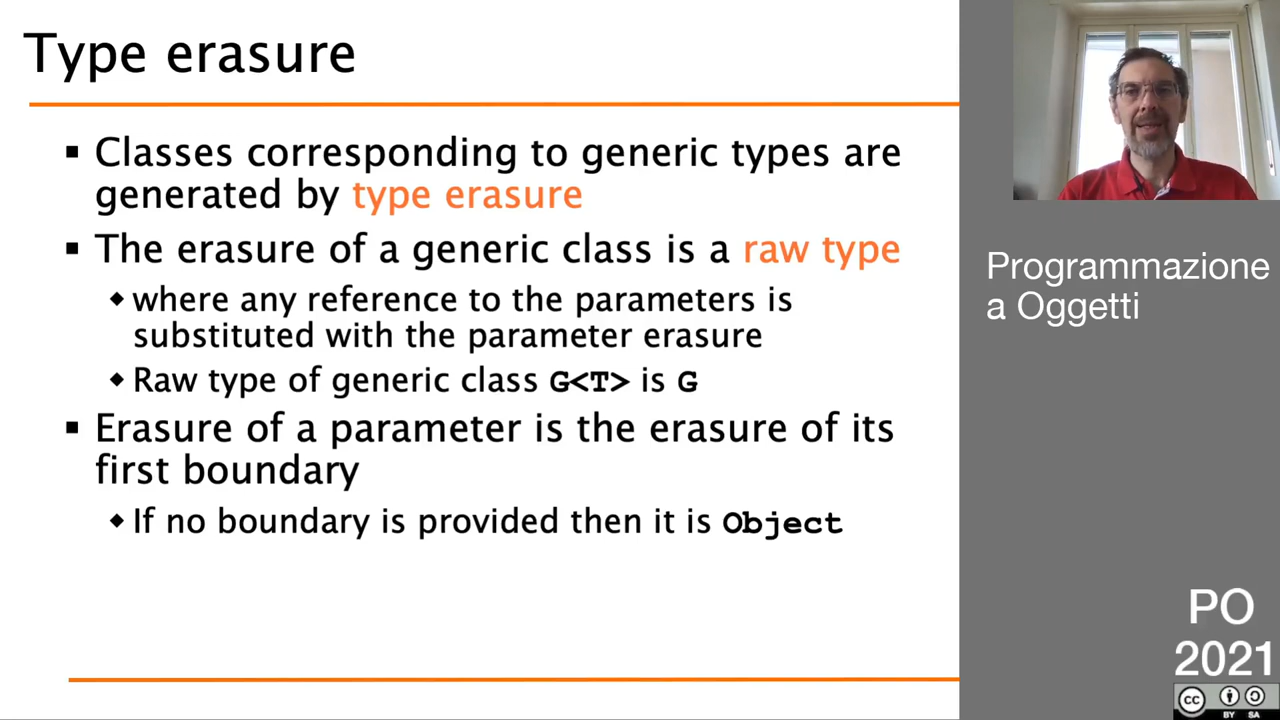 Type erasure
▪ Classes corresponding to generic types are
generated by type erasure
▪ The erasure of a generic class is a raw type
◆ where any reference to the parameters is
substituted with the parameter erasure
◆ Raw type of generic class G<T> is G
▪ Erasure of a parameter is the erasure of its
first boundary
◆ If no boundary is provided then it is Object
Programmazione
a Oggetti
PO
2021
cc
BY SA